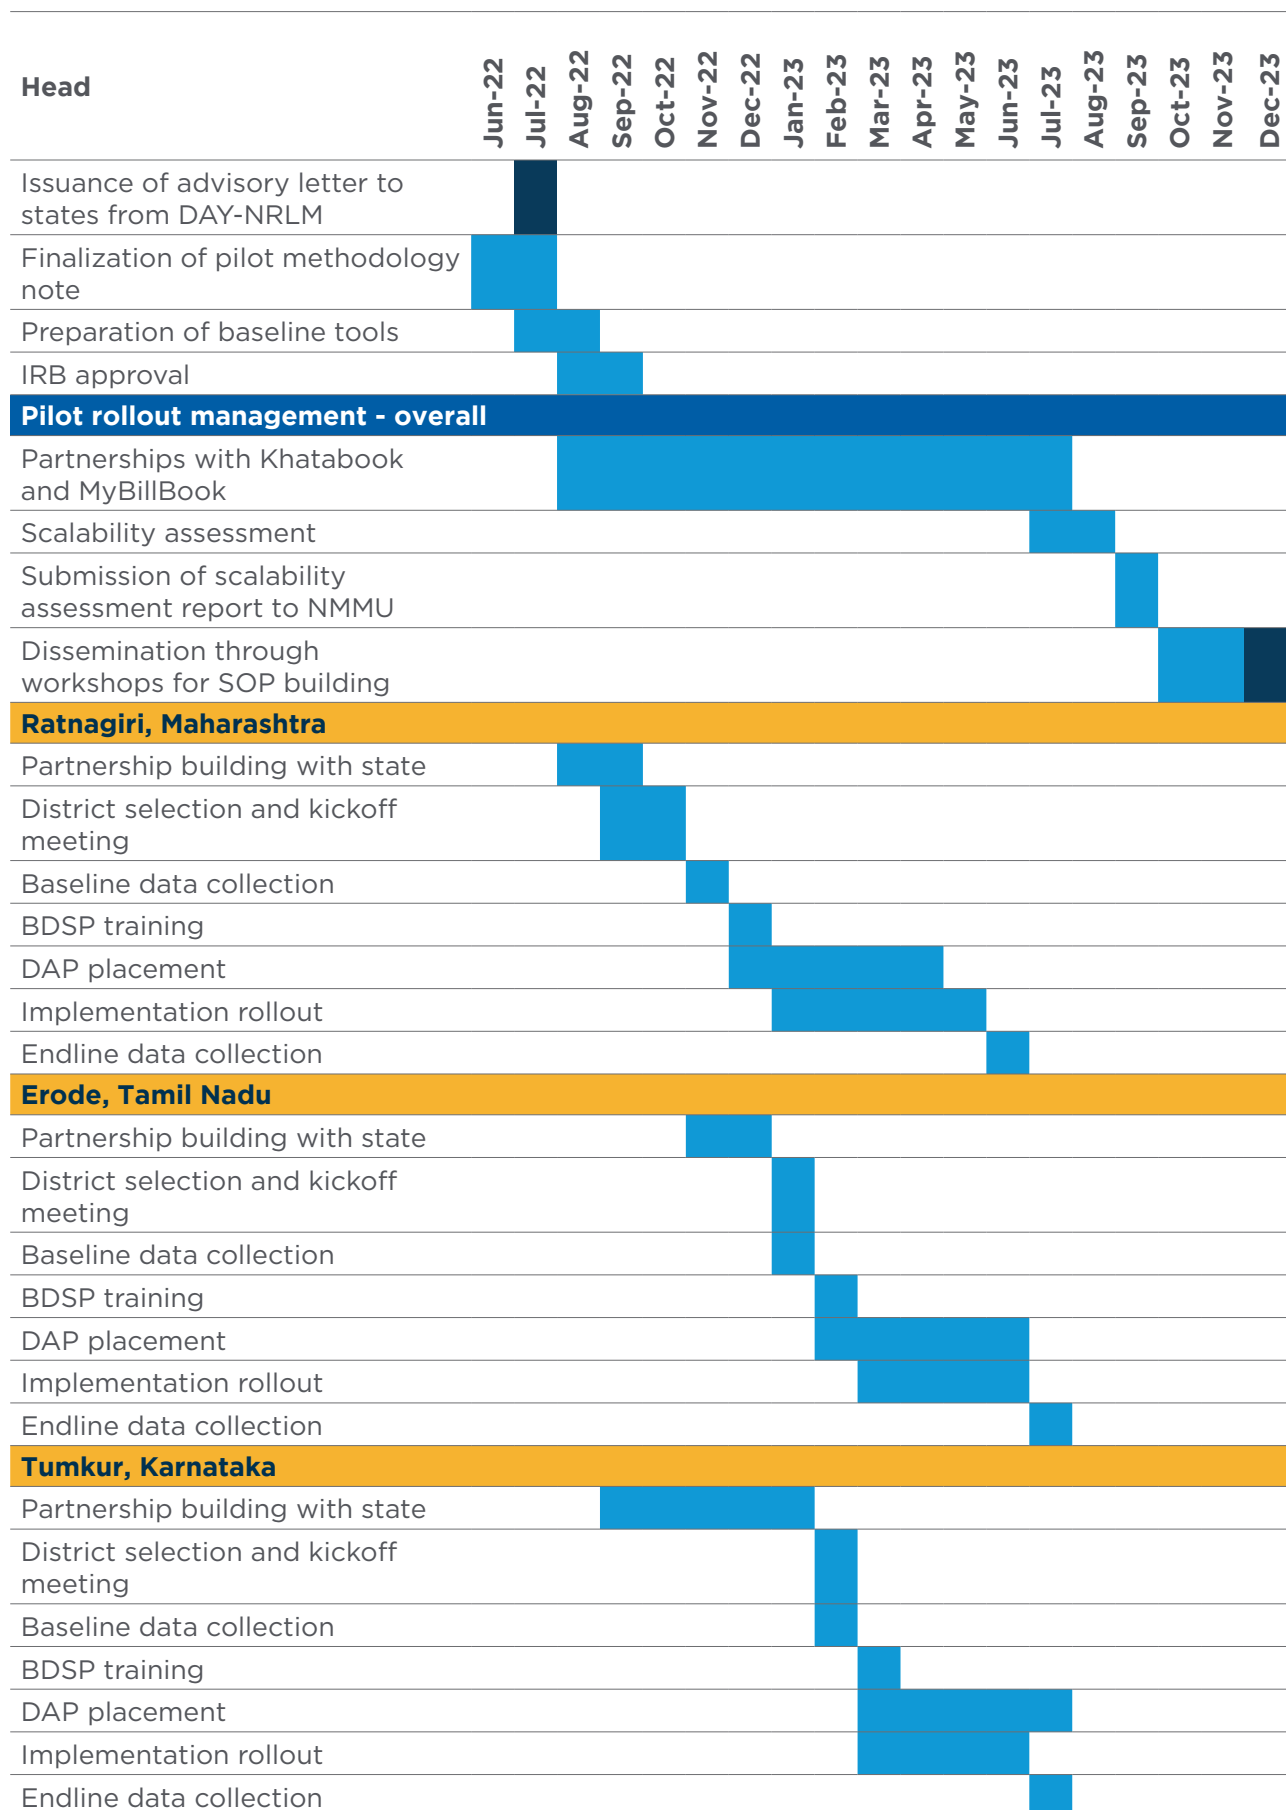 Head
Jun-22
Jul-22
Aug-22
Sep-22
Oct-22
Nov-22
Dec-22
Jan-23
Feb-23
Mar-23
Apr-23
May-23
Jun-23
Jul-23
Aug-23
Sep-23
Oct-23
Nov-23
Dec-23
Issuance of advisory letter to
states from DAY-NRLM
Finalization of pilot methodology
note
Preparation of baseline tools
IRB approval
Pilot rollout management - overall
Partnerships with Khatabook
and MyBillBook
Scalability assessment
Submission of scalability
assessment report to NMMU
Dissemination through
workshops for SOP building
Ratnagiri, Maharashtra
Partnership building with state
District selection and kickoff
meeting
Baseline data collection
BDSP training
DAP placement
Implementation rollout
Endline data collection
Erode, Tamil Nadu
Partnership building with state
District selection and kickoff
meeting
Baseline data collection
BDSP training
DAP placement
Implementation rollout
Endline data collection
Tumkur, Karnataka
Partnership building with state
District selection and kickoff
meeting
Baseline data collection
BDSP training
DAP placement
Implementation rollout
Endline data collection